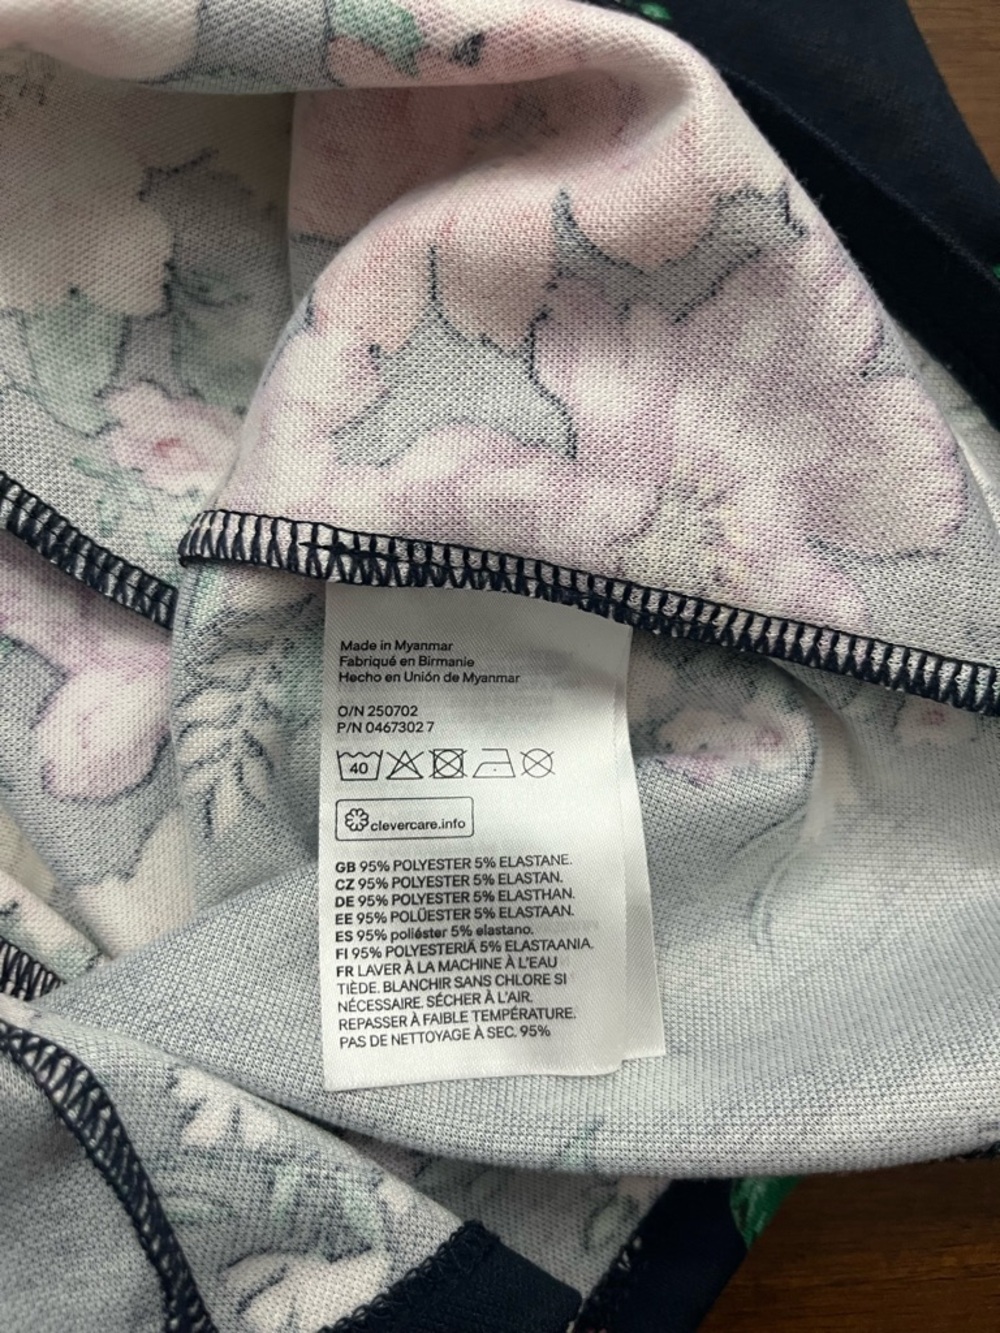 Made in Myanmar
Fabriqué en Birmanie
Hecho en Unión de Myanmar
O/N 250702
P/N 0467302 7
40
clevercare.info
GB 95% POLYESTER 5% ELASTANE.
CZ 95% POLYESTER 5% ELASTAN.
DE 95% POLYESTER 5% ELASTHAN.
EE 95% POLÜESTER 5% ELASTAAN.
ES 95% poliéster 5% elastano.
FI 95% POLYESTERIÄ 5% ELASTAANIA.
FR LAVER À LA MACHINE À L'EAU
TIÈDE. BLANCHIR SANS CHLORE SI
NÉCESSAIRE. SÉCHER À L'AIR.
REPASSER À FAIBLE TEMPÉRATURE.
PAS DE NETTOYAGE À SEC. 95%